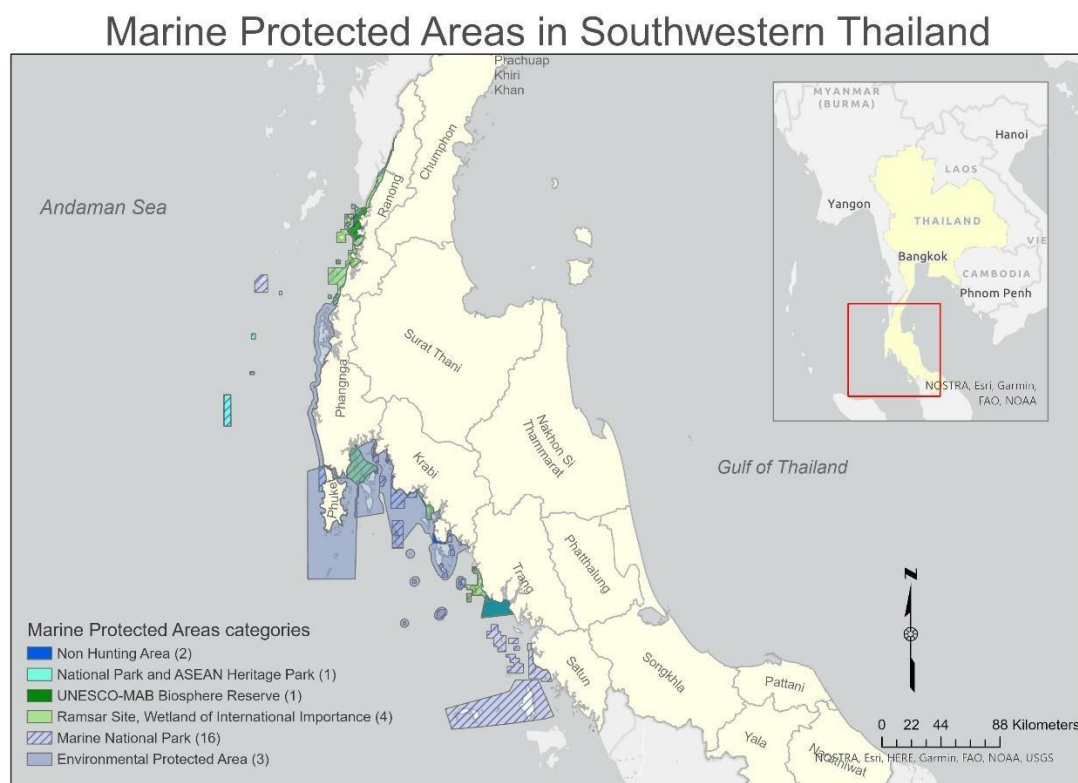 Marine Protected Areas in Southwestern Thailand
Prachuap
Khiri
Khan
Chumphon
Ranong
Andaman Sea
Surat Thani
Phangnga
Nakhon Si
Thammarat
Krabi
Phuket
Gulf of Thailand
Trang
Phatthalung
Satun
Songkhla
Pattani
Yala
Narathiwat
MYANMAR
(BURMA)
Hanoi
LAOS
Yangon
THAILAND
VIE
Bangkok
CAMBODIA
Phnom Penh
NOSTRA, Esri, Garmin,
FAO, NOAA
Marine Protected Areas categories
Non Hunting Area (2)
National Park and ASEAN Heritage Park (1)
UNESCO-MAB Biosphere Reserve (1)
Ramsar Site, Wetland of International Importance (4)
Marine National Park (16)
Environmental Protected Area (3)
N
0 22 44 88 Kilometers
NOSTRA, Esri, HERE, Garmin, FAO, NOAA, USGS